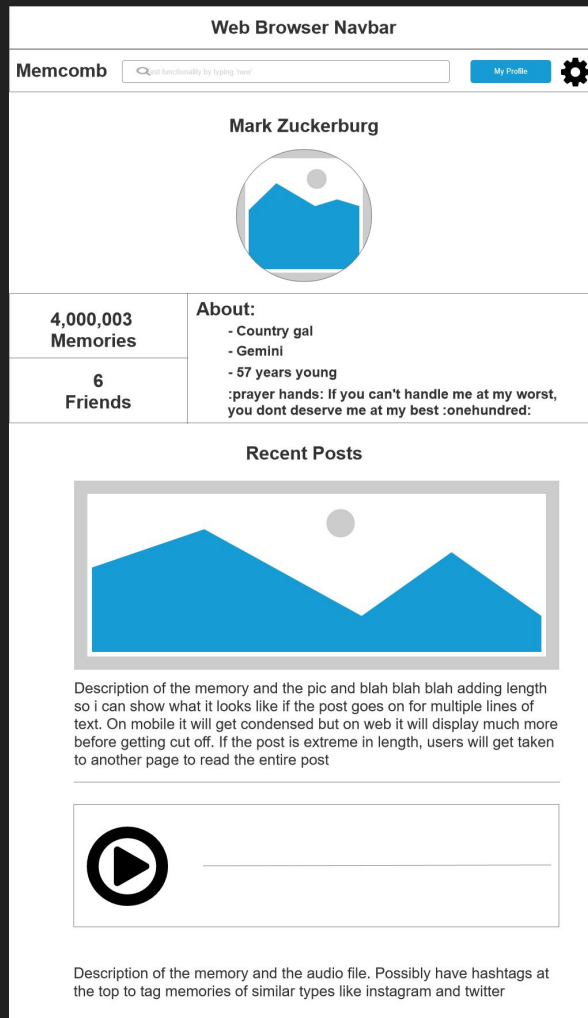 Web Browser Navbar
Memcomb
functionality by typing 'nav/'
My Profile
Mark Zuckerburg
4,000,003
Memories
6
Friends
About:
- Country gal
- Gemini
- 57 years young
:prayer hands: If you can't handle me at my worst,
you dont deserve me at my best :onehundred:
Recent Posts
Description of the memory and the pic and blah blah blah adding length
so i can show what it looks like if the post goes on for multiple lines of
text. On mobile it will get condensed but on web it will display much more
before getting cut off. If the post is extreme in length, users will get taken
to another page to read the entire post
Description of the memory and the audio file. Possibly have hashtags at
the top to tag memories of similar types like instagram and twitter